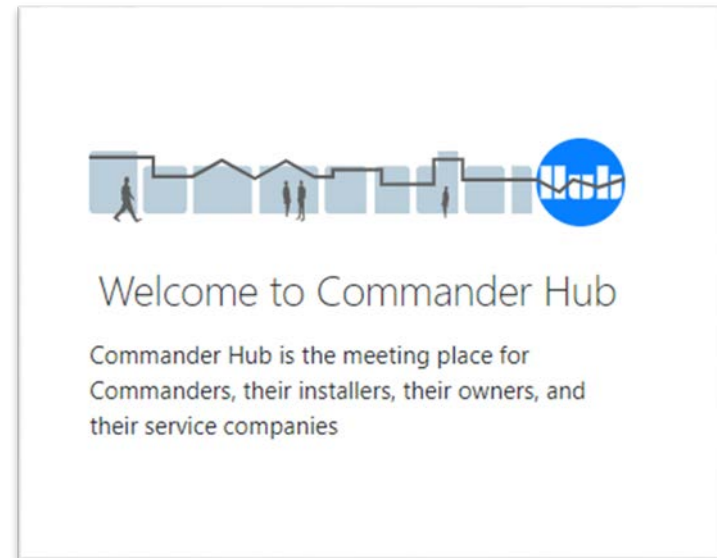 Hub
Welcome to Commander Hub
Commander Hub is the meeting place for
Commanders, their installers, their owners, and
their service companies